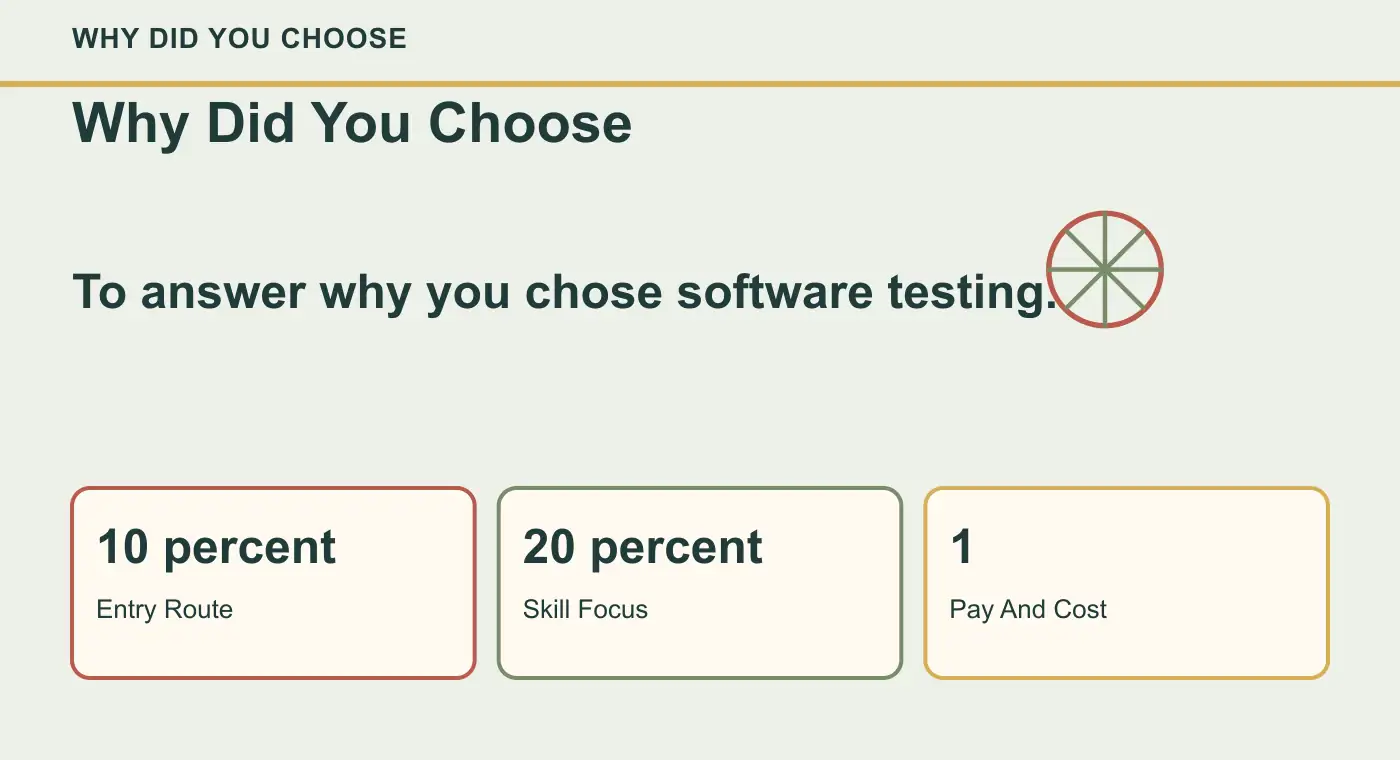 WHY DID YOU CHOOSE
Why Did You Choose
To answer why you chose software testing.
10 percent
Entry Route
20 percent
Skill Focus
1
Pay And Cost